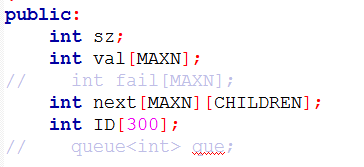 public:
    int sz;
    int val[MAXN];
//    int fail[MAXN];
    int next[MAXN][CHILDREN];
    int ID[300];
//    queue<int> que;